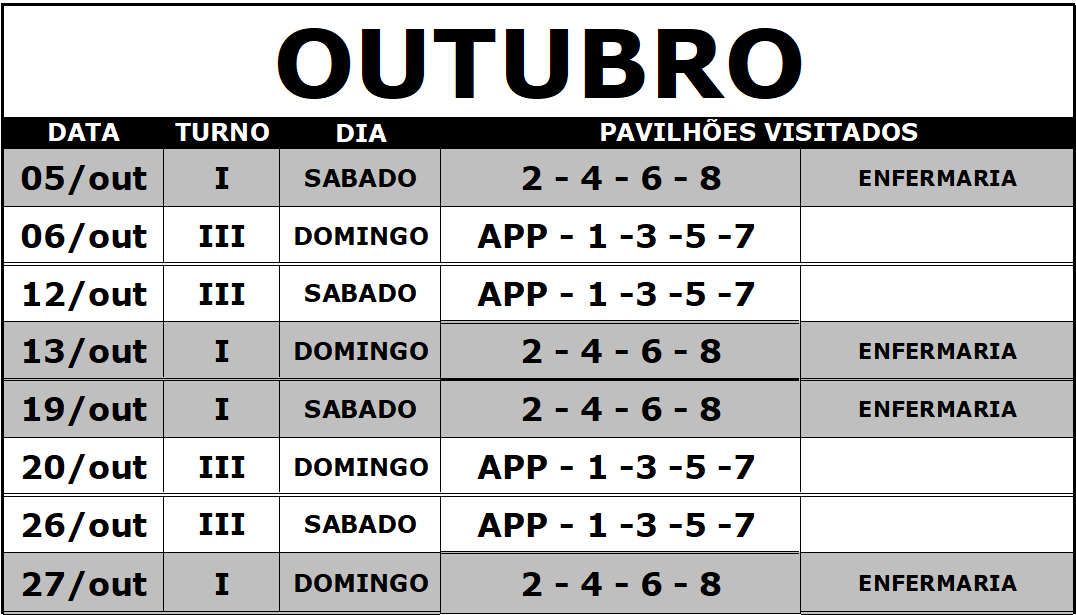 OUTUBRO
DATA TURNO DIA PAVILHÕES VISITADOS
05/out I SABADO 2 - 4 - 6 - 8 ENFERMARIA
06/out III DOMINGO APP - 1 -3 -5 -7
12/out III SABADO APP - 1 -3 -5 -7
13/out I DOMINGO 2 - 4 - 6 - 8 ENFERMARIA
19/out I SABADO 2 - 4 - 6 - 8 ENFERMARIA
20/out III DOMINGO APP - 1 -3 -5 -7
26/out III SABADO APP - 1 -3 -5 -7
27/out I DOMINGO 2 - 4 - 6 - 8 ENFERMARIA